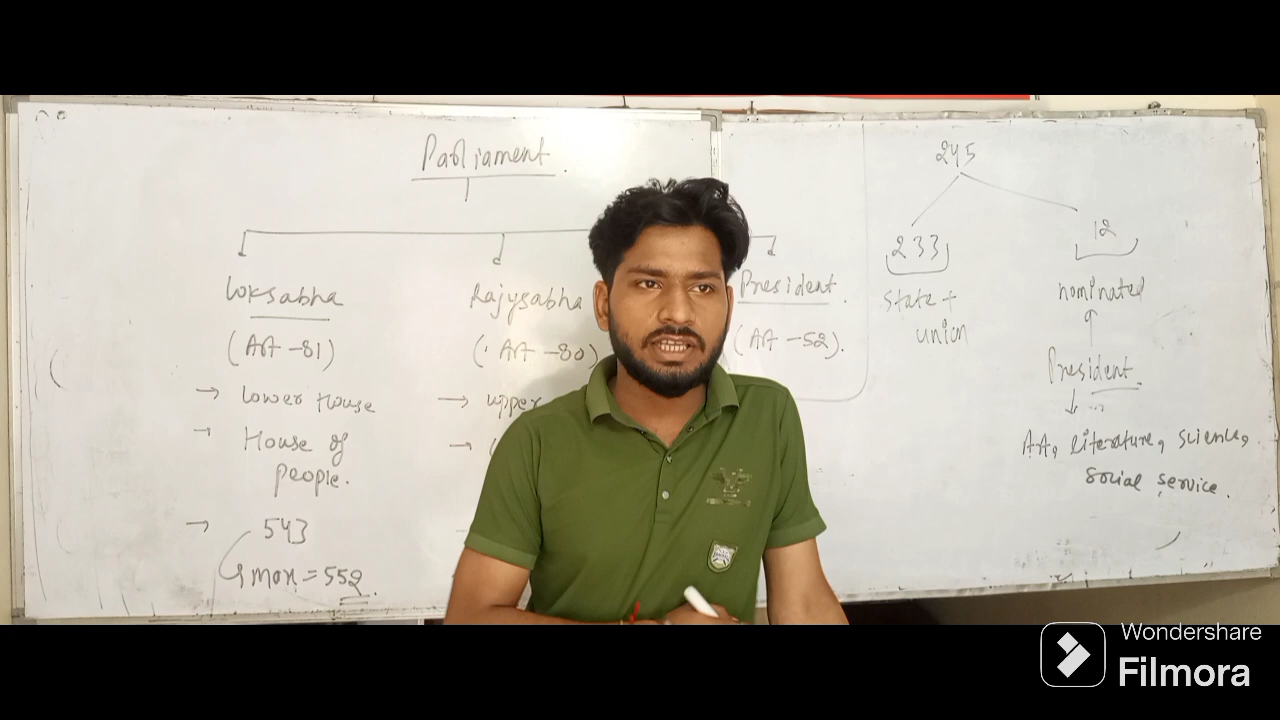 Parliament.
Loksabha
(Art -81)
→ Lower House
→ House of
people.
→ 543
max = 552.
Rajysabha
(Art -80)
→ upper
President.
(Art -52).
245
233
State +
union
12
nominated
President.
Art, literature, science,
social service.
Wondershare
Filmora